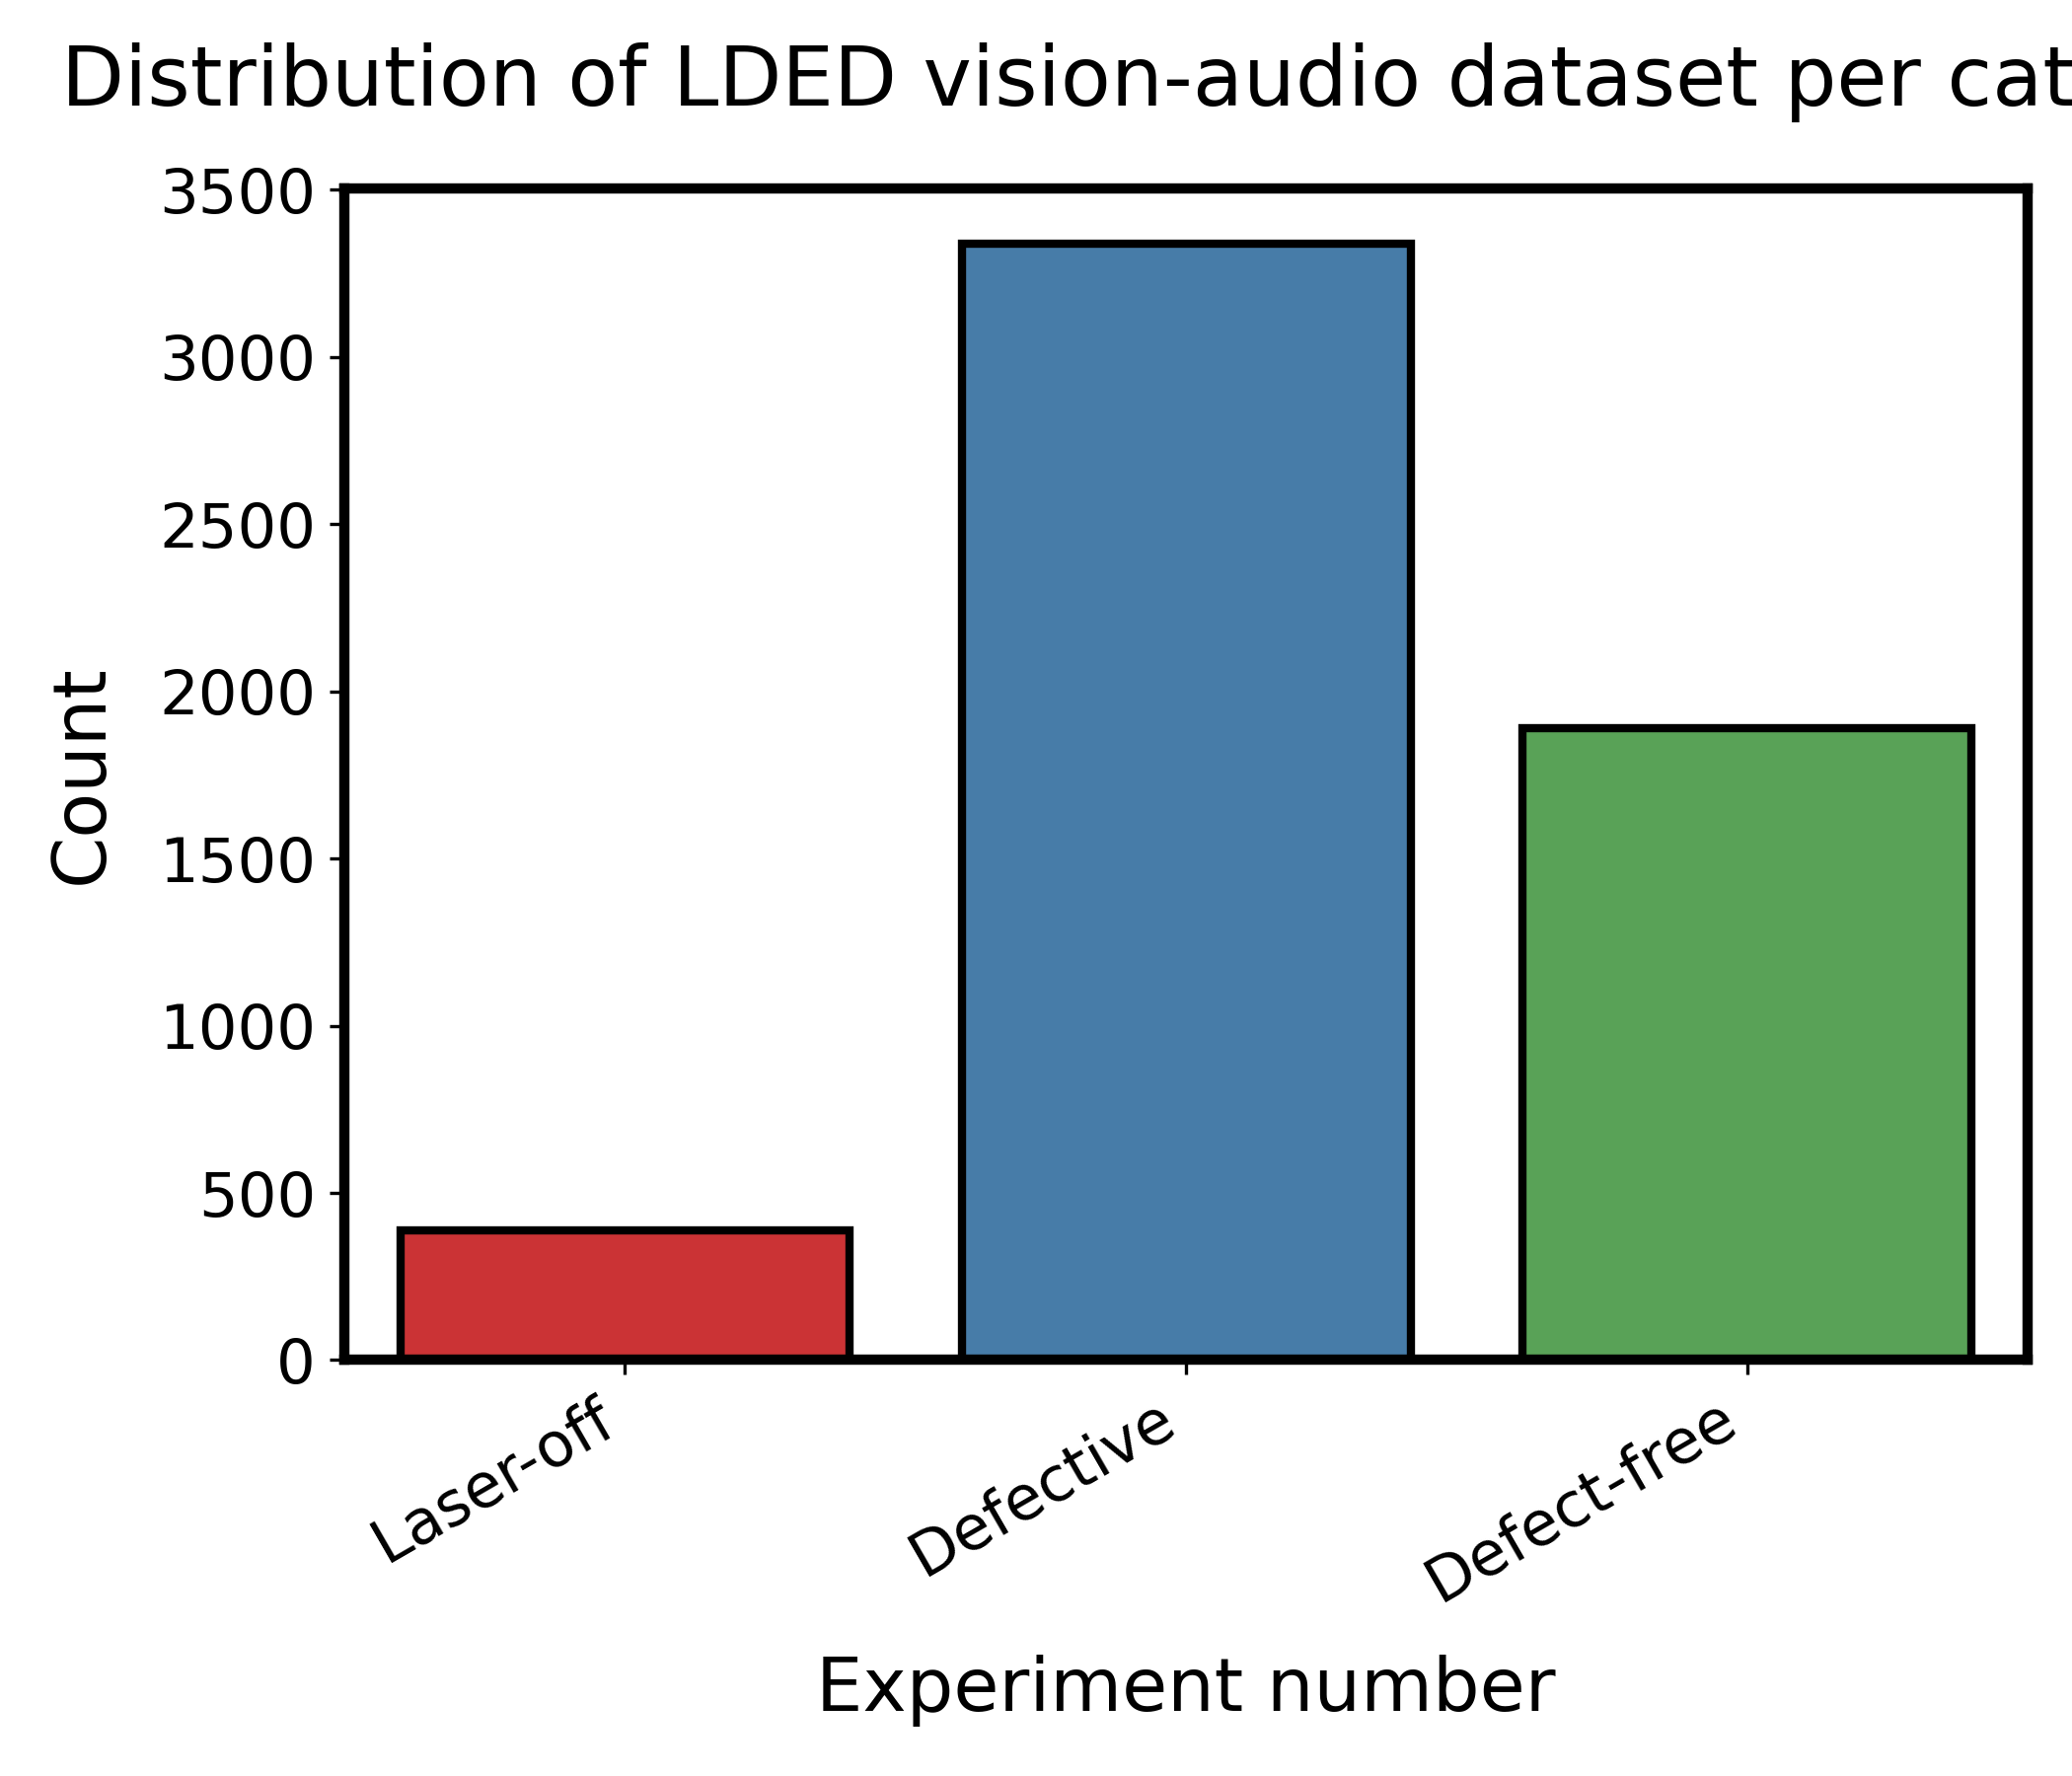 Distribution of LDED vision-audio dataset per cat
3500
3000
2500
2000
1500
1000
500
0
Count
Laser-off
Defective
Defect-free
Experiment number